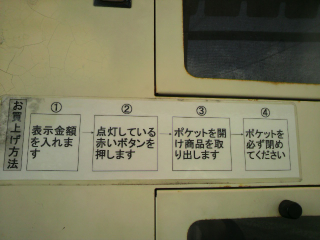 お買上げ方法
①
表示金額
を入れま
す
②
点灯している
赤いボタンを
押します
③
ポケットを開
け商品を取
り出します
④
ポケットを
必ず閉め
てください